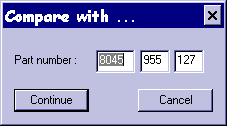 Compare with ...
Part number : 8045 955 127
Continue Cancel